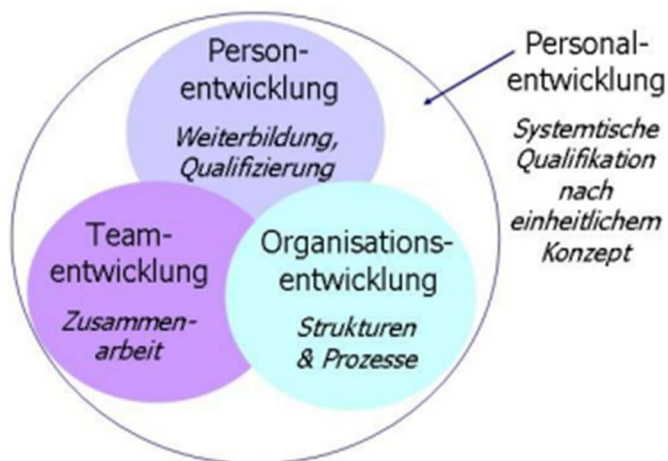 Person-
entwicklung
Weiterbildung,
Qualifizierung
Team-
entwicklung
Zusammen-
arbeit
Organisations-
entwicklung
Strukturen
& Prozesse
Personal-
entwicklung
Systemtische
Qualifikation
nach
einheitlichem
Konzept